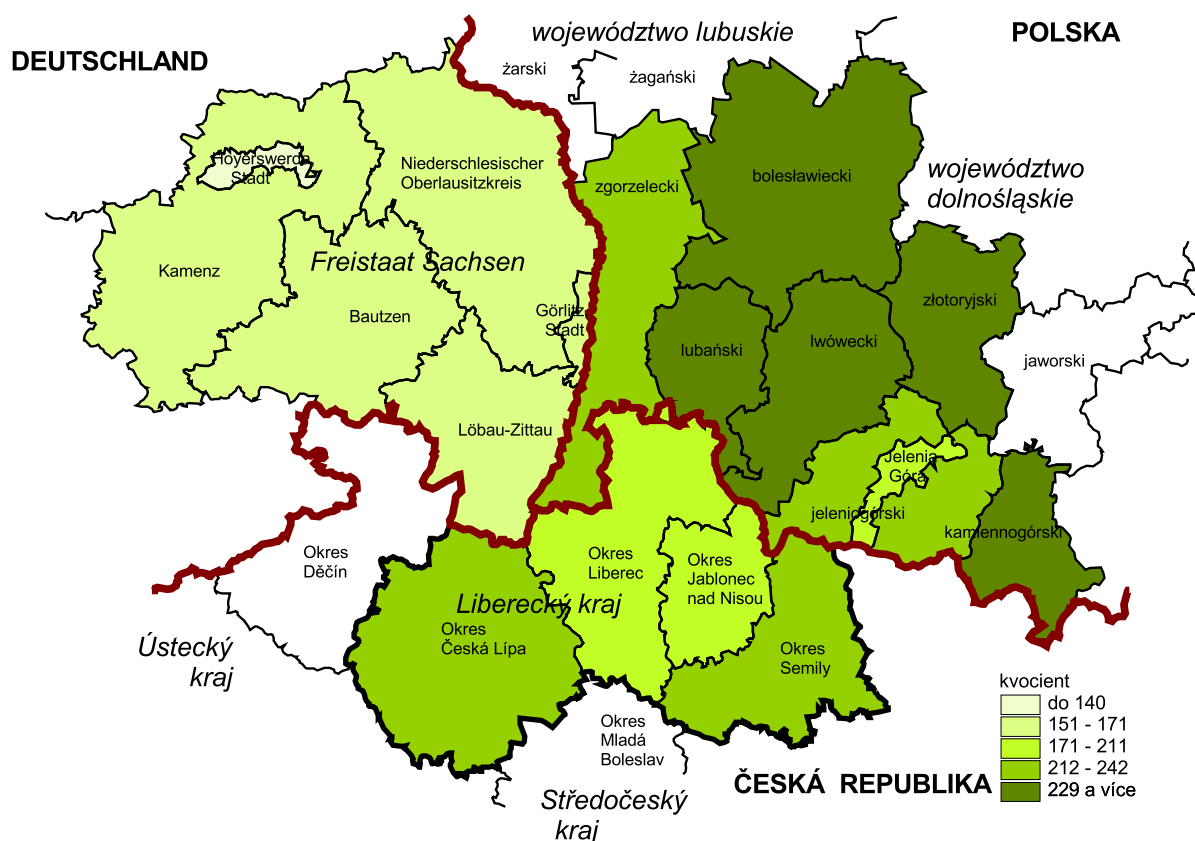 DEUTSCHLAND
województwo lubuskie
POLSKA
żarski
żagański
Hoyerswerda
Stadt
Niederschlesischer
Oberlausitzkreis
zgorzelecki
bolesławiecki
województwo
dolnośląskie
Kamenz
Freistaat Sachsen
Bautzen
Görlitz
Stadt
złotoryjski
lubański
lwówecki
jaworski
Löbau-Zittau
Jelenia
Góra
jeleniogórski
kamiennogórski
Okres
Děčín
Okres
Liberec
Okres
Jablonec
nad Nisou
Liberecký kraj
Okres
Česká Lípa
Okres
Semily
Ústecký
kraj
Okres
Mladá
Boleslav
Středočeský
kraj
ČESKÁ REPUBLIKA
kvocient
do 140
151 - 171
171 - 211
212 - 242
229 a více